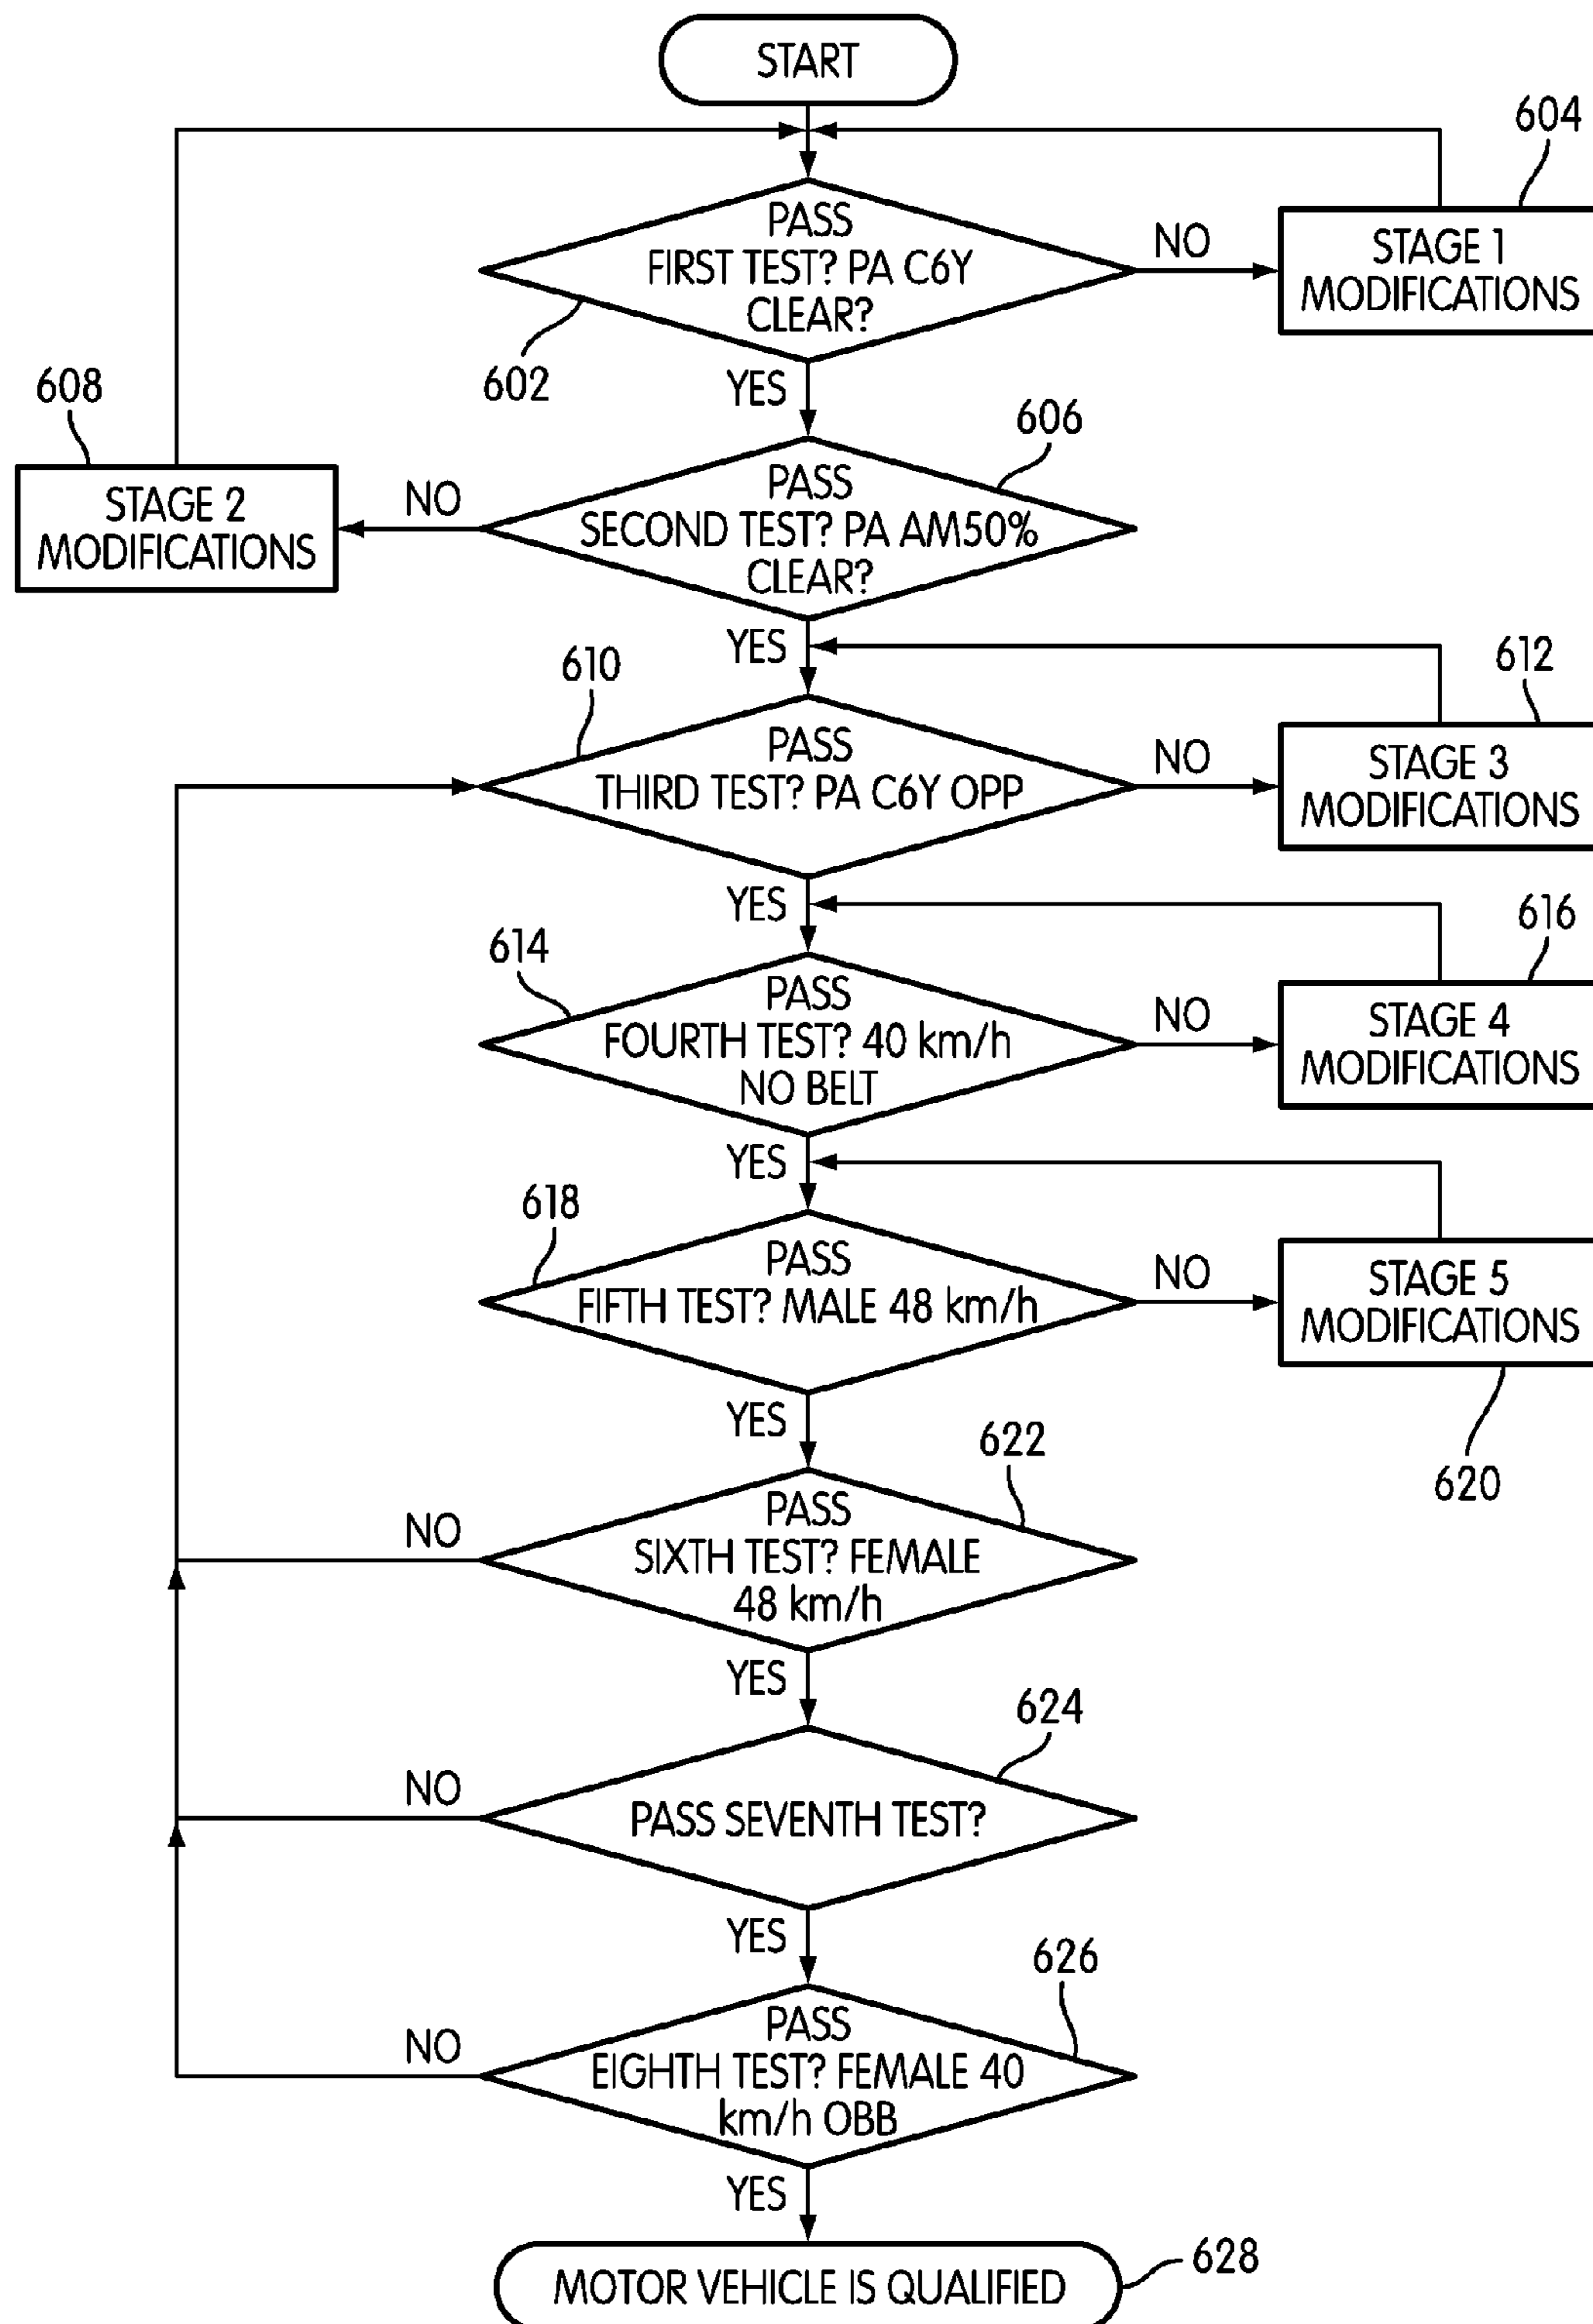 START
604
PASS
FIRST TEST? PA C6Y
CLEAR?
NO
STAGE 1
MODIFICATIONS
602
YES
608
606
STAGE 2
MODIFICATIONS
NO
PASS
SECOND TEST? PA AM50%
CLEAR?
YES
610
612
PASS
THIRD TEST? PA C6Y OPP
NO
STAGE 3
MODIFICATIONS
YES
614
616
PASS
FOURTH TEST? 40 km/h
NO BELT
NO
STAGE 4
MODIFICATIONS
YES
618
PASS
FIFTH TEST? MALE 48 km/h
NO
STAGE 5
MODIFICATIONS
620
YES
622
NO
PASS
SIXTH TEST? FEMALE
48 km/h
YES
624
NO
PASS SEVENTH TEST?
YES
626
NO
PASS
EIGHTH TEST? FEMALE 40
km/h OBB
YES
MOTOR VEHICLE IS QUALIFIED
628